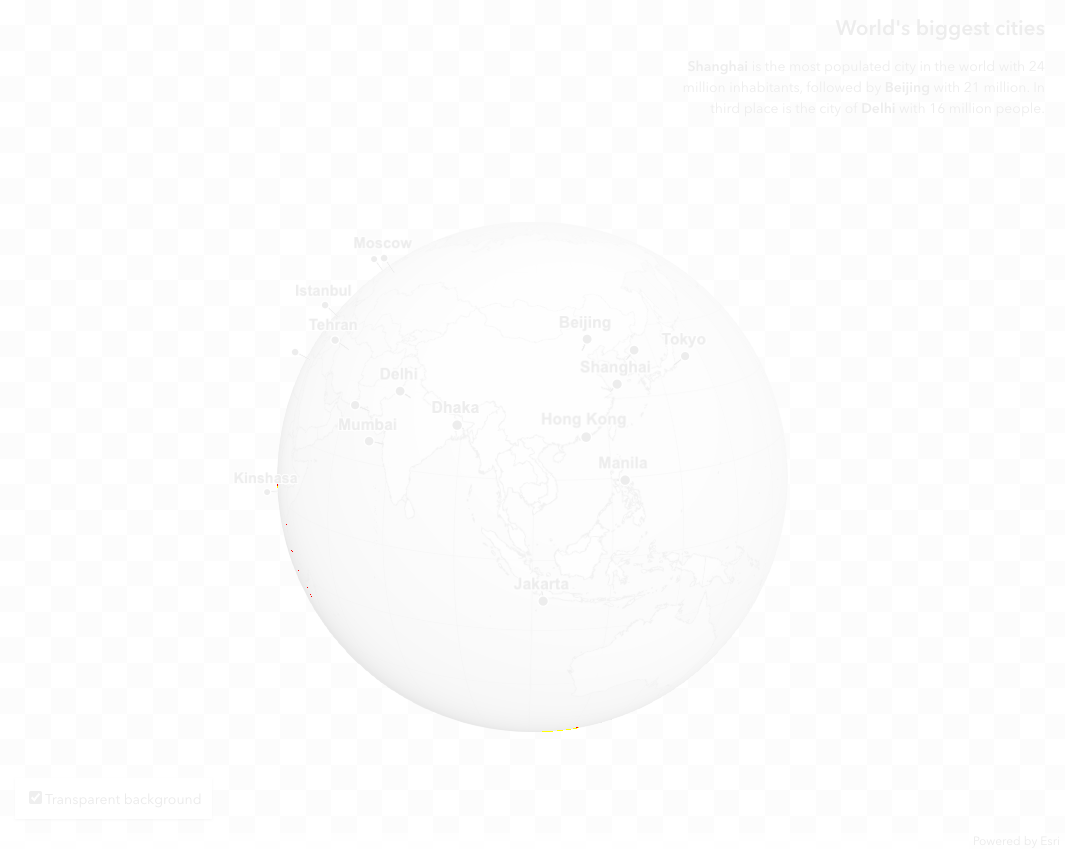 World's biggest cities
Shanghai is the most populated city in the world with 24
million inhabitants, followed by Beijing with 21 million. In
third place is the city of Delhi with 16 million people.
Moscow
Istanbul
Tehran
Beijing
Tokyo
Shanghai
Delhi
Dhaka
Mumbai
Hong Kong
Manila
Kinshasa
Jakarta
Transparent background
Powered by Esri